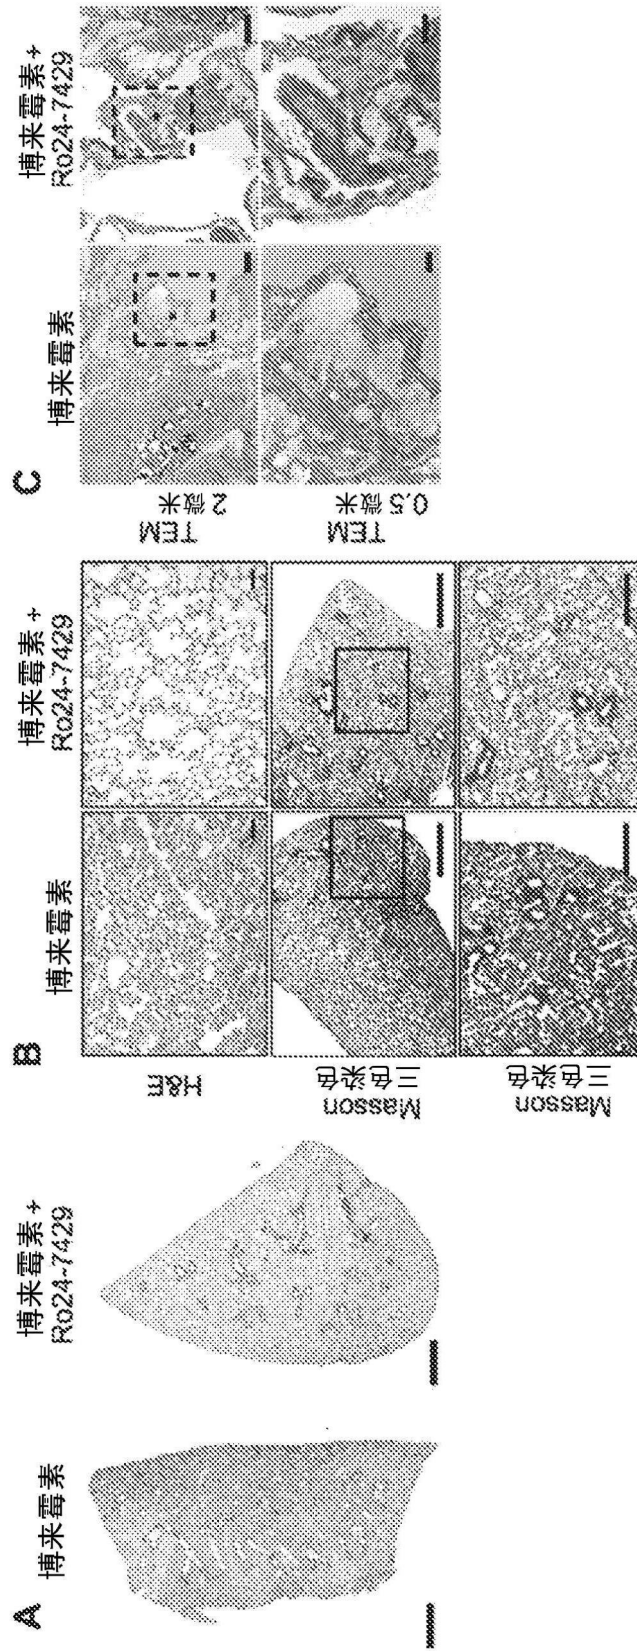 A
博来霉素
博来霉素+
Ro24-7429
B
博来霉素
博来霉素+
Ro24-7429
H&E
Masson
三色染色
Masson
三色染色
C
博来霉素
博来霉素+
Ro24-7429
TEM
2 微米
TEM
0.5 微米